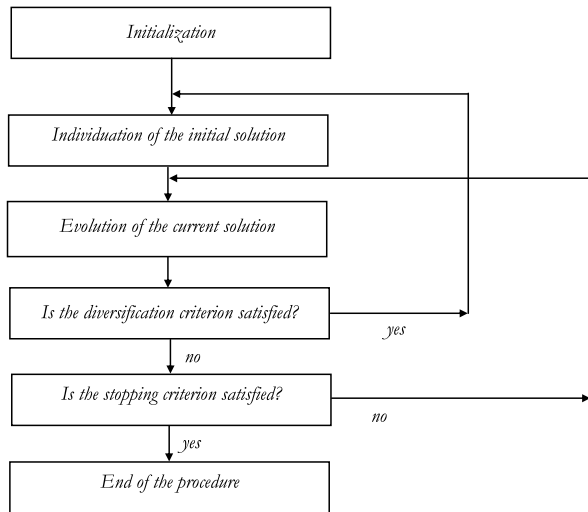 Initialization
Individuation of the initial solution
Evolution of the current solution
Is the diversification criterion satisfied?
yes
no
Is the stopping criterion satisfied?
no
yes
End of the procedure